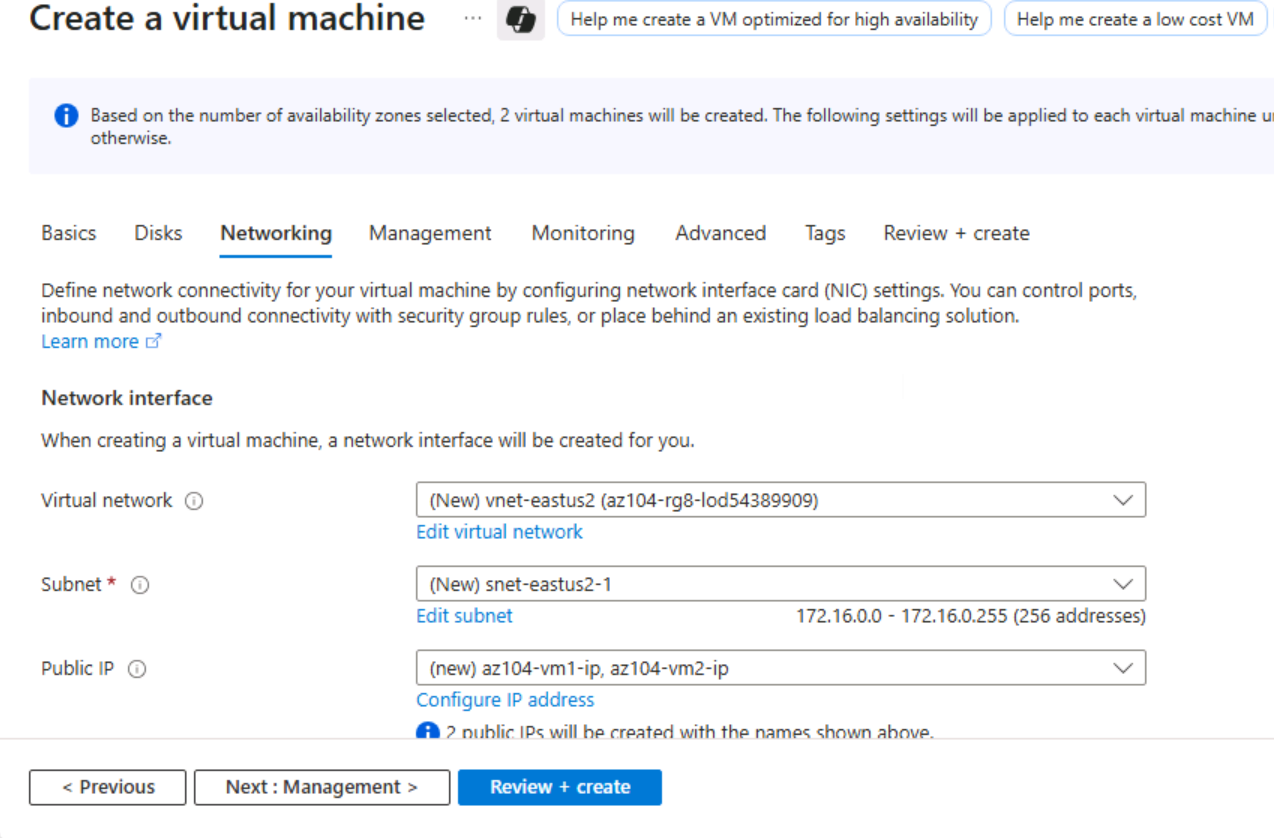 Create a virtual machine ... Help me create a VM optimized for high availability Help me create a low cost VM
Based on the number of availability zones selected, 2 virtual machines will be created. The following settings will be applied to each virtual machine
otherwise.
Basics Disks Networking Management Monitoring Advanced Tags Review + create
Define network connectivity for your virtual machine by configuring network interface card (NIC) settings. You can control ports,
inbound and outbound connectivity with security group rules, or place behind an existing load balancing solution.
Learn more
Network interface
When creating a virtual machine, a network interface will be created for you.
Virtual network (New) vnet-eastus2 (az104-rg8-lod54389909)
Edit virtual network
Subnet * (New) snet-eastus2-1
Edit subnet 172.16.0.0 - 172.16.0.255 (256 addresses)
Public IP (new) az104-vm1-ip, az104-vm2-ip
Configure IP address
2 public IPs will be created with the names shown above.
< Previous Next : Management > Review + create